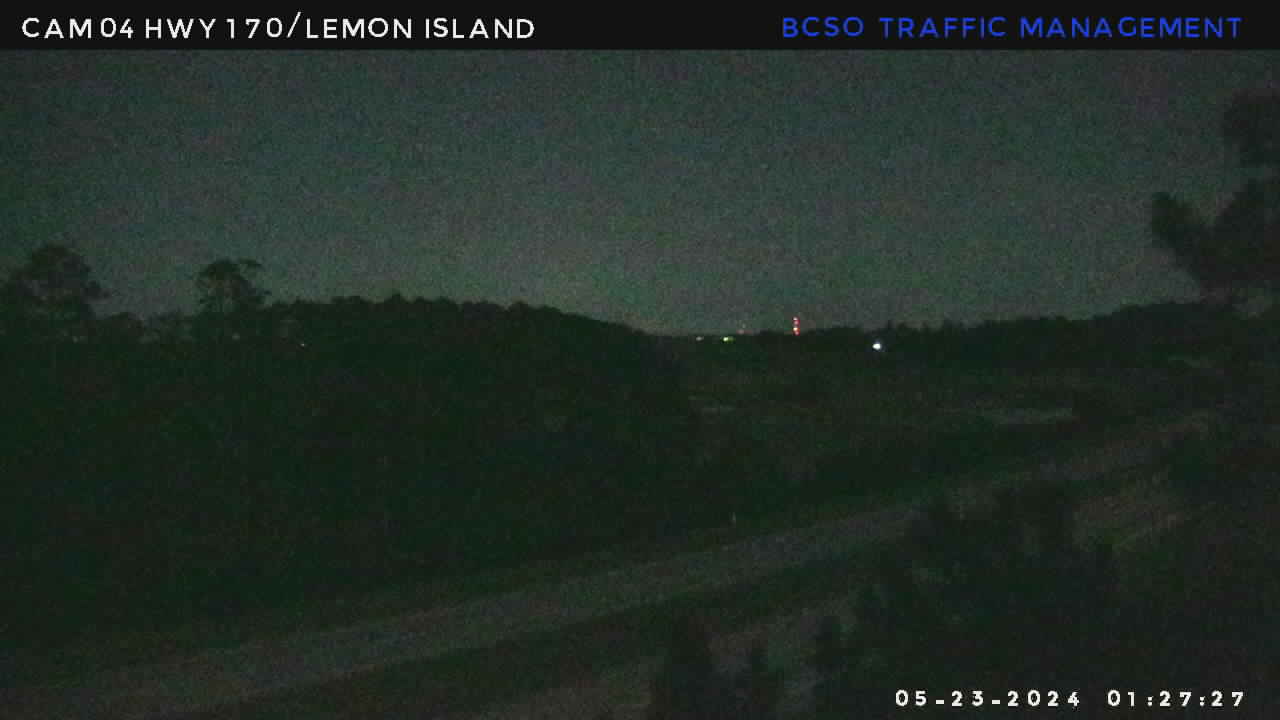 CAM04 HWY 170/LEMON ISLAND
BCSO TRAFFIC MANAGEMENT
05-23-2024 01:27:27